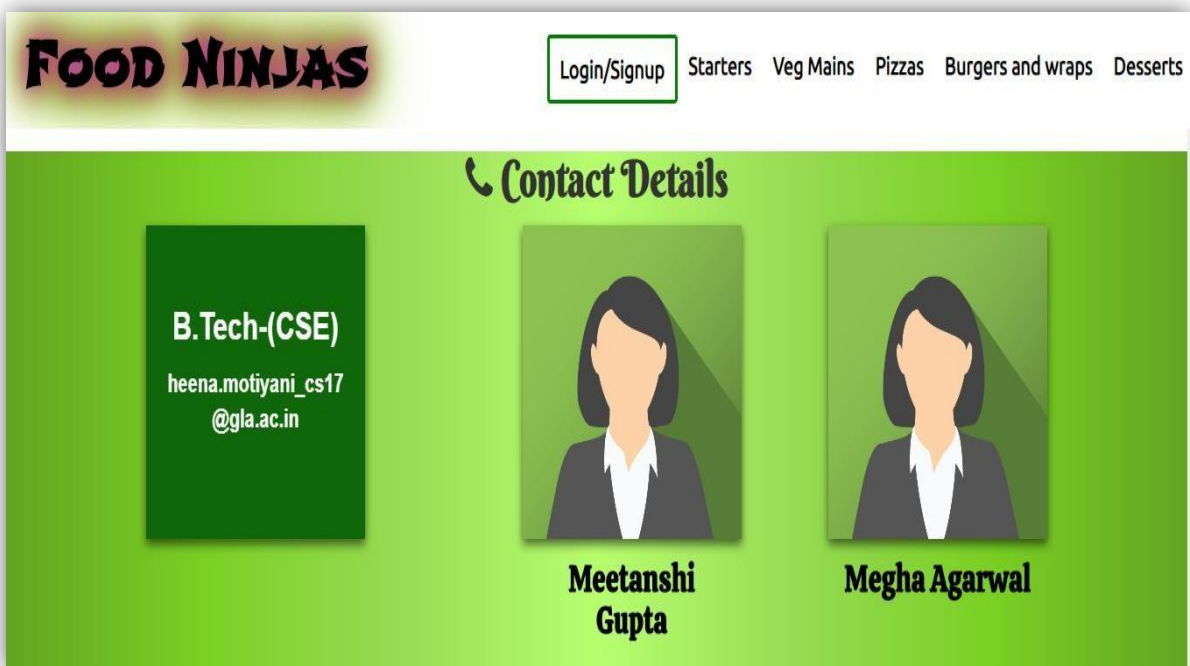 Food Ninjas
Login/Signup Starters Veg Mains Pizzas Burgers and wraps Desserts
Contact Details
B.Tech-(CSE)
heena.motiyani_cs17
@gla.ac.in
Meetanshi
Gupta
Megha Agarwal